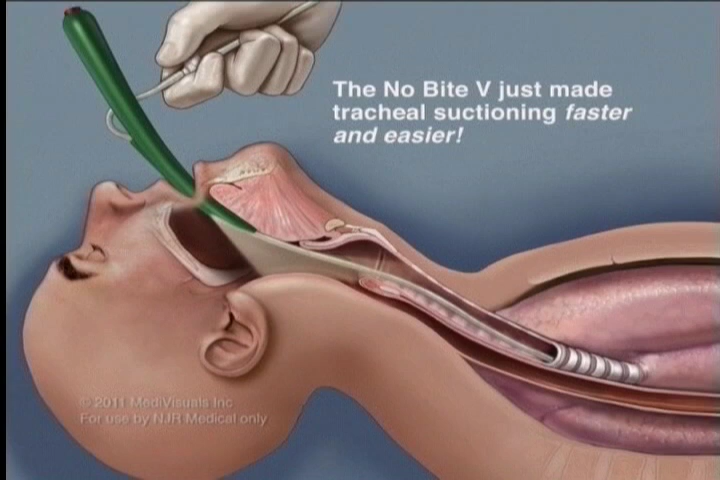 The No Bite V just made
tracheal suctioning faster
and easier!
© 2011 MediVisuals Inc
For use by NJR Medical only